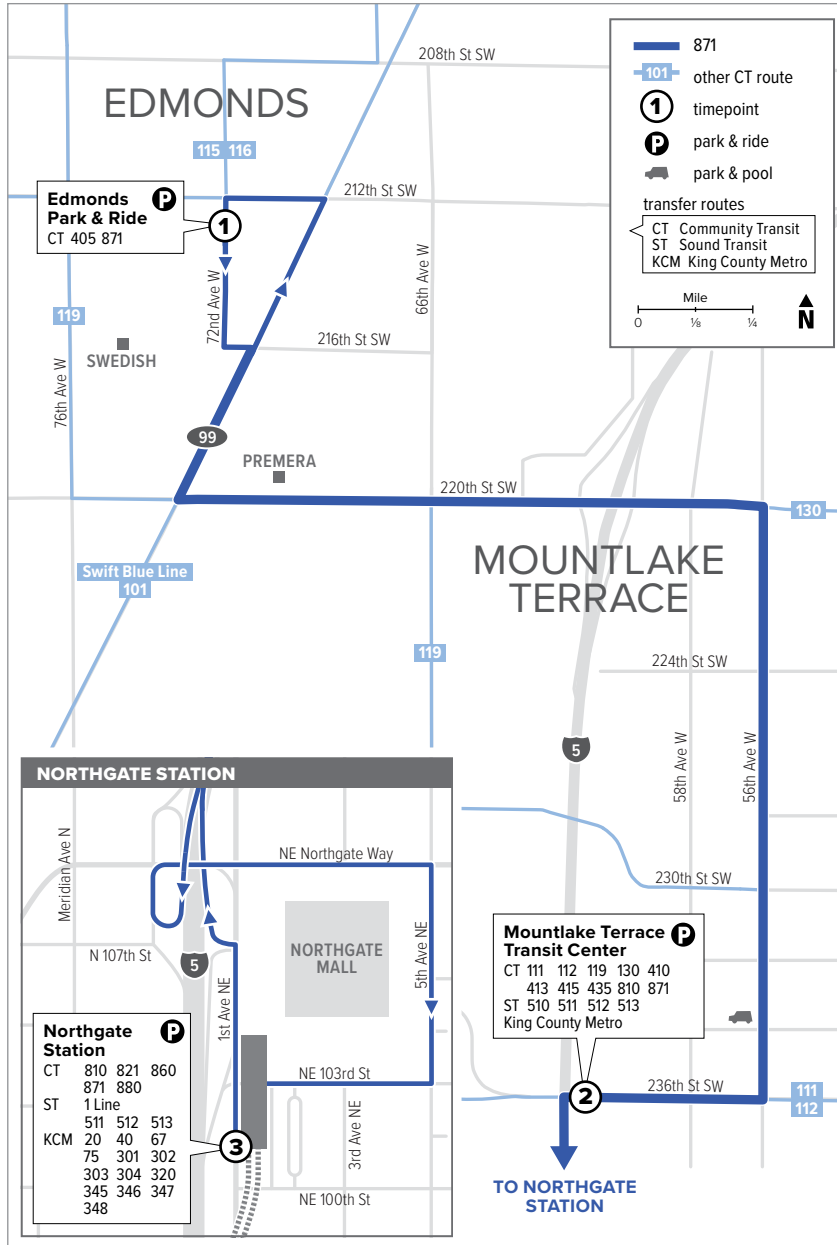 208th St SW
EDMONDS
115 116
212th St SW
Edmonds
Park & Ride
P
CT 405 871
1
72nd Ave W
66th Ave W
119
76th Ave W
SWEDISH
216th St SW
99
PREMERA
220th St SW
130
Swift Blue Line
101
MOUNTLAKE
TERRACE
119
224th St SW
5
58th Ave W
56th Ave W
230th St SW
Mountlake Terrace
Transit Center
P
CT 111 112 119 130 410
413 415 435 810 871
ST 510 511 512 513
King County Metro
2
236th St SW
111
112
TO NORTHGATE
STATION
871
101 other CT route
1 timepoint
P park & ride
park & pool
transfer routes
CT Community Transit
ST Sound Transit
KCM King County Metro
Mile
0 ⅛ ¼
N
NORTHGATE STATION
Meridian Ave N
NE Northgate Way
N 107th St
5
1st Ave NE
NORTHGATE
MALL
5th Ave NE
Northgate
Station
P
CT 810 821 860
871 880
ST 1 Line
511 512 513
KCM 20 40 67
75 301 302
303 304 320
345 346 347
348
3
NE 103rd St
3rd Ave NE
NE 100th St